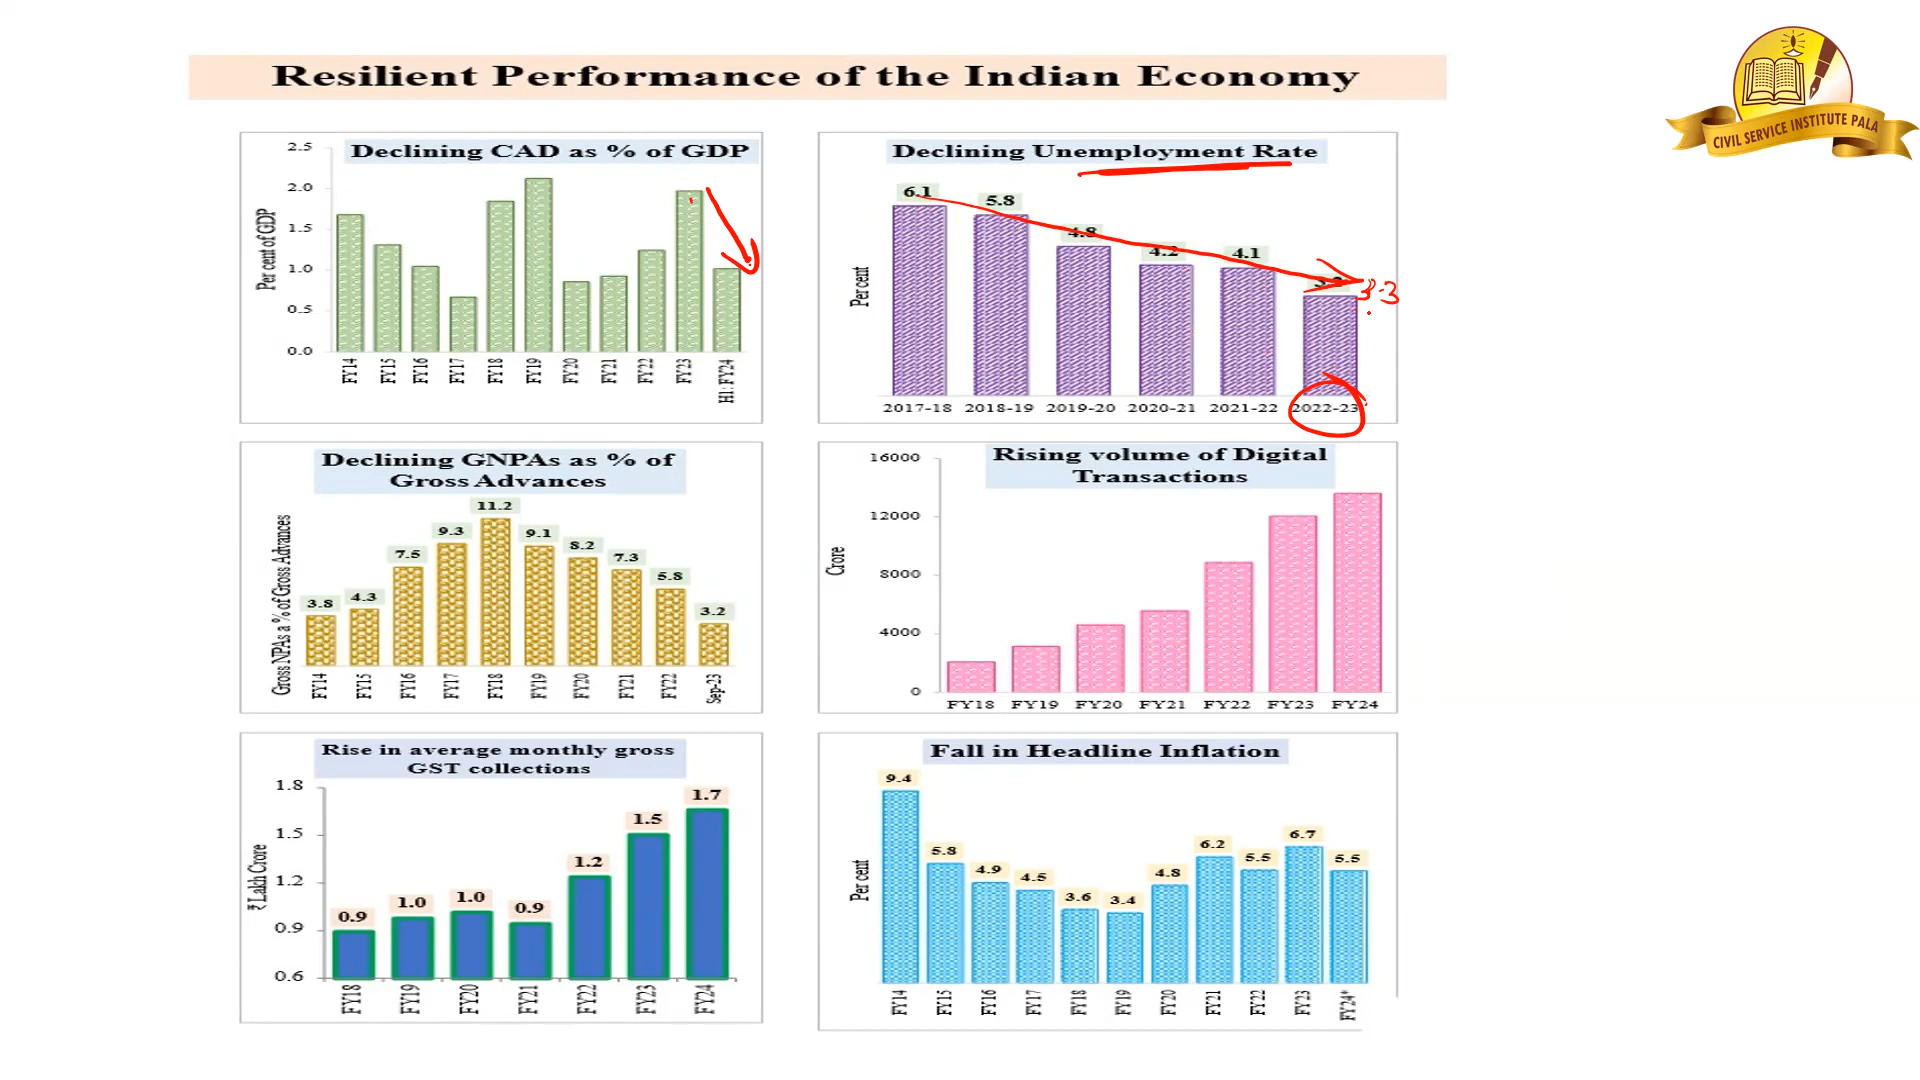 Resilient Performance of the Indian Economy
CIVIL SERVICE INSTITUTE PALA
Declining CAD as % of GDP
Per cent of GDP
2.5
2.0
1.5
1.0
0.5
0.0
FY14
FY15
FY16
FY17
FY18
FY19
FY20
FY21
FY22
FY23
H1: FY24
Declining Unemployment Rate
Per cent
6.1
5.8
4.8
4.2
4.1
3.3
2017-18
2018-19
2019-20
2020-21
2021-22
2022-23
Declining GNPAs as % of
Gross Advances
Gross NPAs a % of Gross Advances
3.8
4.3
7.5
9.3
11.2
9.1
8.2
7.3
5.8
3.2
FY14
FY15
FY16
FY17
FY18
FY19
FY20
FY21
FY22
Sep-23
Rising volume of Digital
Transactions
Crore
16000
12000
8000
4000
0
FY18
FY19
FY20
FY21
FY22
FY23
FY24
Rise in average monthly gross
GST collections
₹ Lakh Crore
1.8
1.5
1.2
0.9
0.6
0.9
1.0
1.0
0.9
1.2
1.5
1.7
FY18
FY19
FY20
FY21
FY22
FY23
FY24
Fall in Headline Inflation
Per cent
9.4
5.8
4.9
4.5
3.6
3.4
4.8
6.2
5.5
6.7
5.5
FY14
FY15
FY16
FY17
FY18
FY19
FY20
FY21
FY22
FY23
FY24*